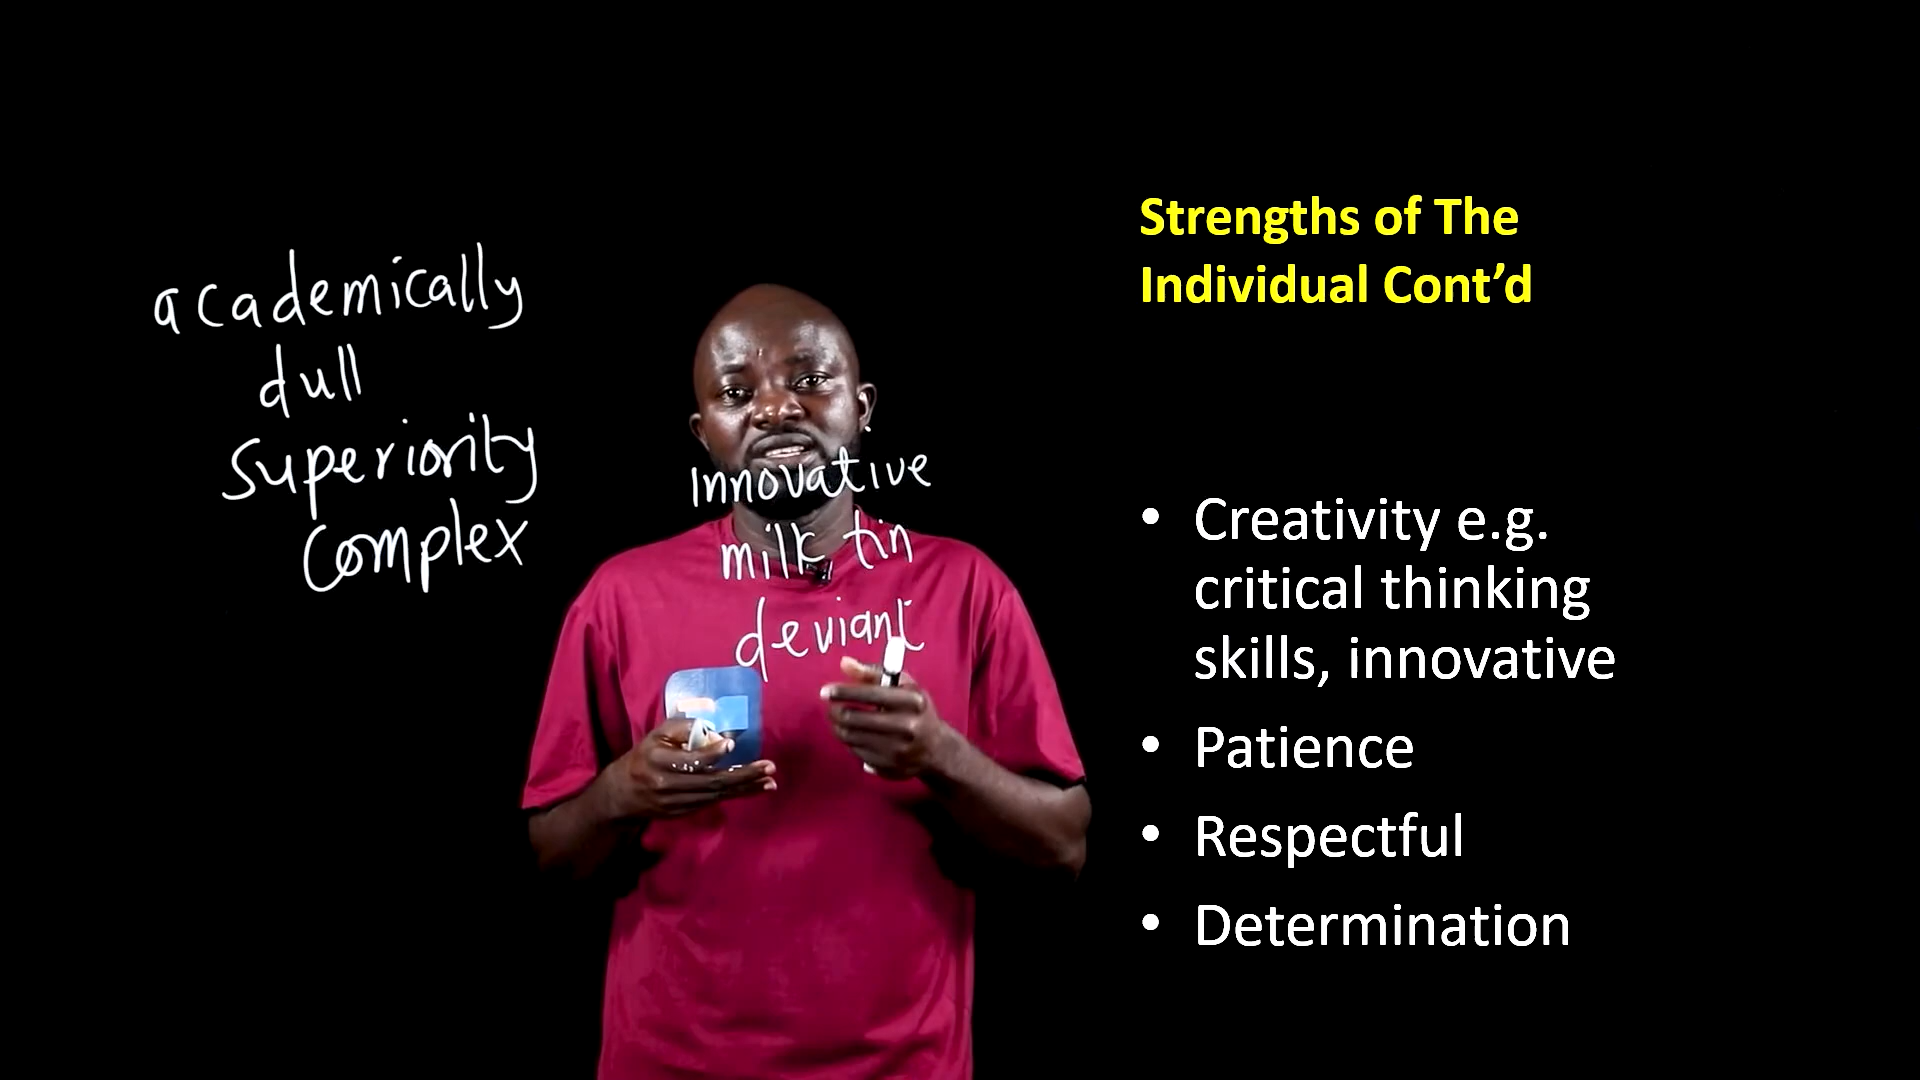 academically
dull
superiority
complex
innovative
milk tin
deviant
Strengths of The
Individual Cont’d
• Creativity e.g.
critical thinking
skills, innovative
• Patience
• Respectful
• Determination